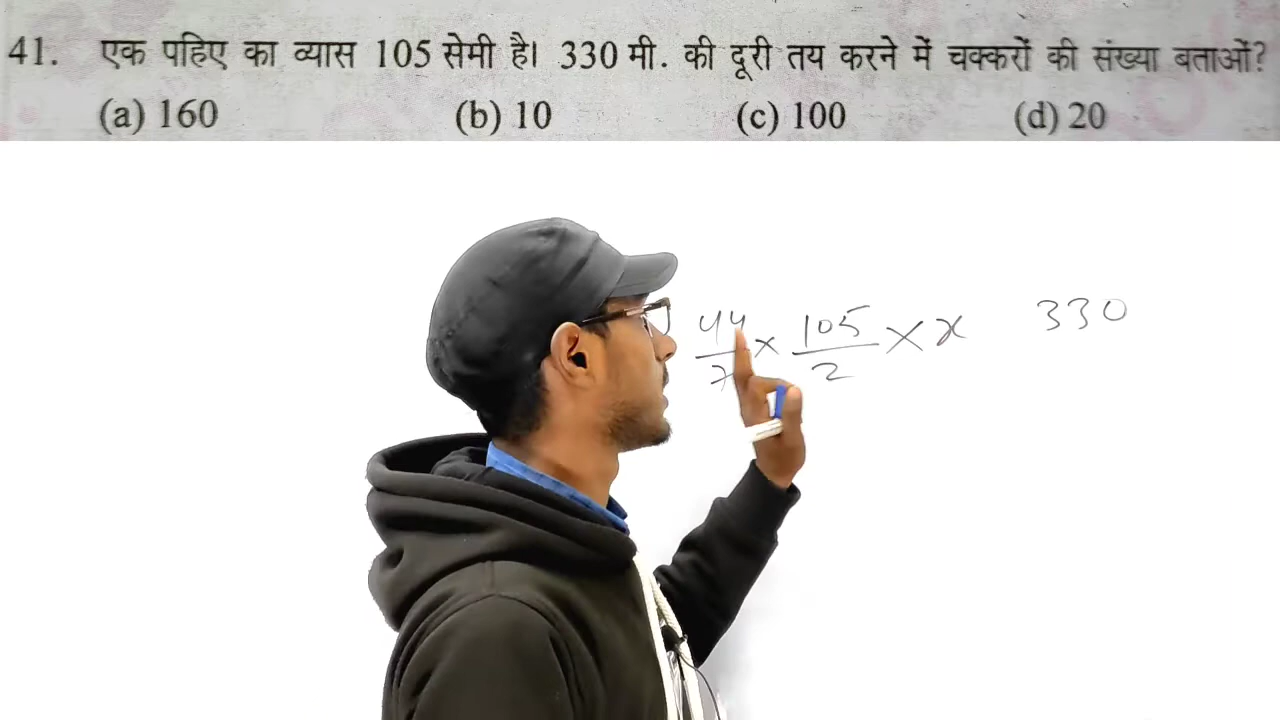 41. एक पहिए का व्यास 105 सेमी है। 330 मी. की दूरी तय करने में चक्करों की संख्या बताओं?
(a) 160 (b) 10 (c) 100 (d) 20
44/7 × 105/2 × x 330